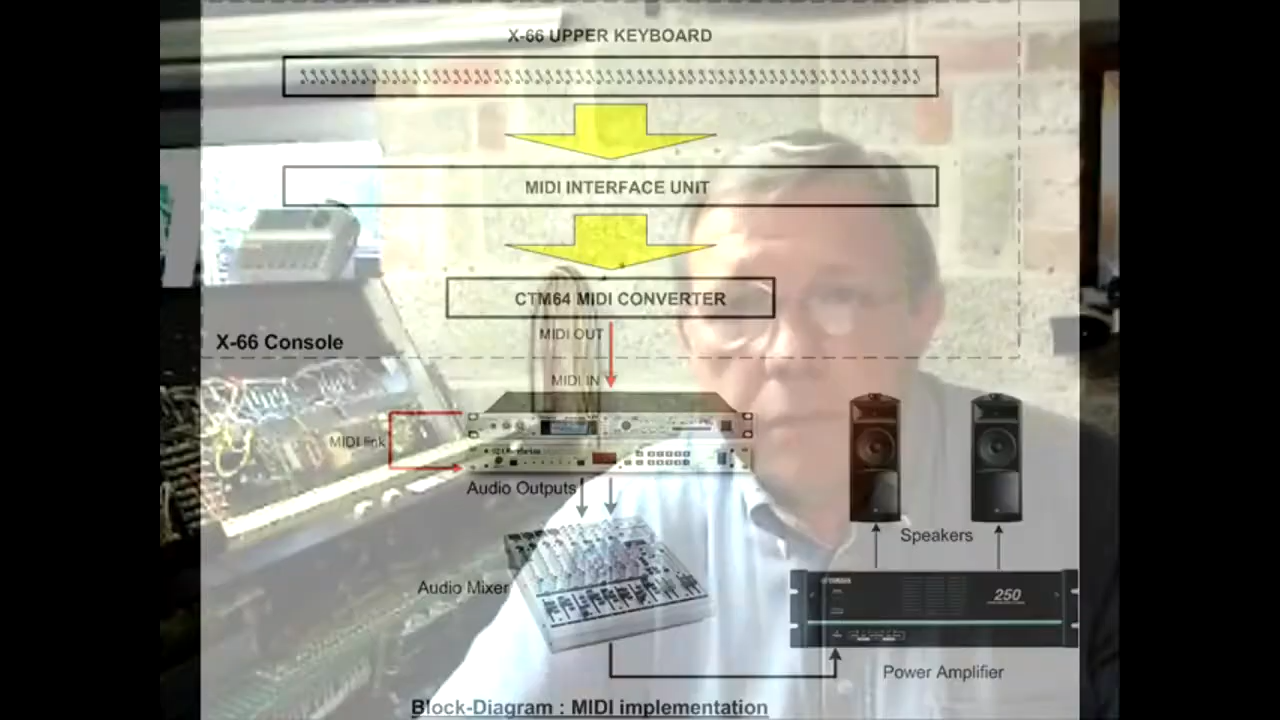 X-66 UPPER KEYBOARD
MIDI INTERFACE UNIT
CTM64 MIDI CONVERTER
MIDI OUT
X-66 Console
MIDI IN
MIDI link
Audio Outputs
Speakers
Audio Mixer
YAMAHA
250
Power Amplifier
Block-Diagram : MIDI implementation